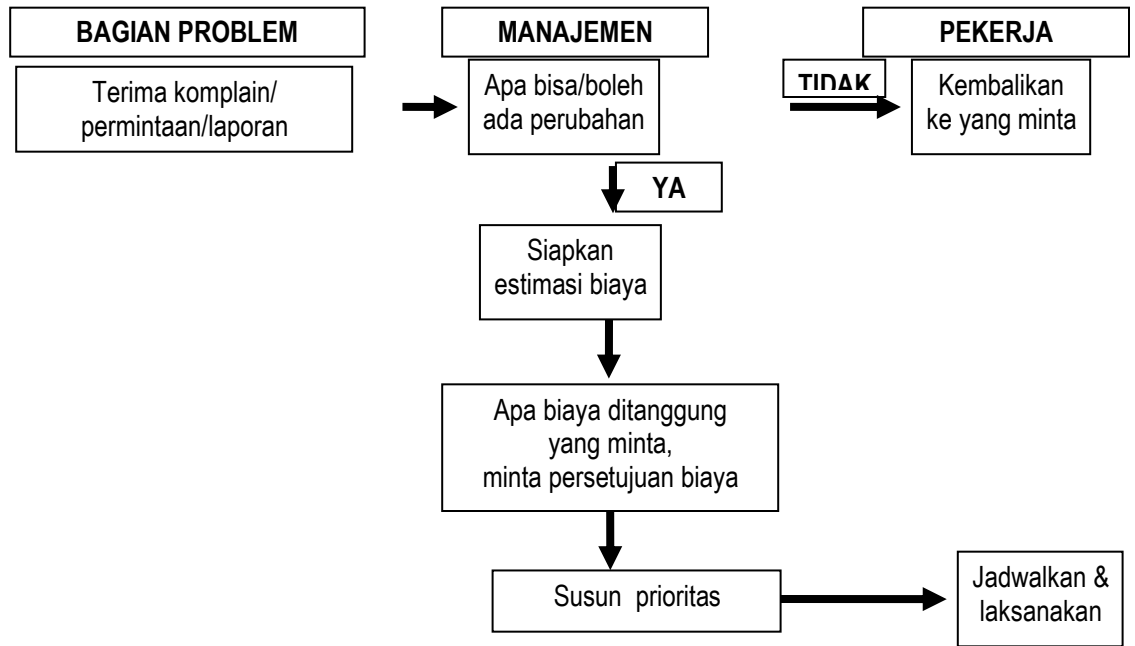 BAGIAN PROBLEM
MANAJEMEN
PEKERJA
Terima komplain/
permintaan/laporan
Apa bisa/boleh
ada perubahan
TIDAK
Kembalikan
ke yang minta
YA
Siapkan
estimasi biaya
Apa biaya ditanggung
yang minta,
minta persetujuan biaya
Susun prioritas
Jadwalkan &
laksanakan